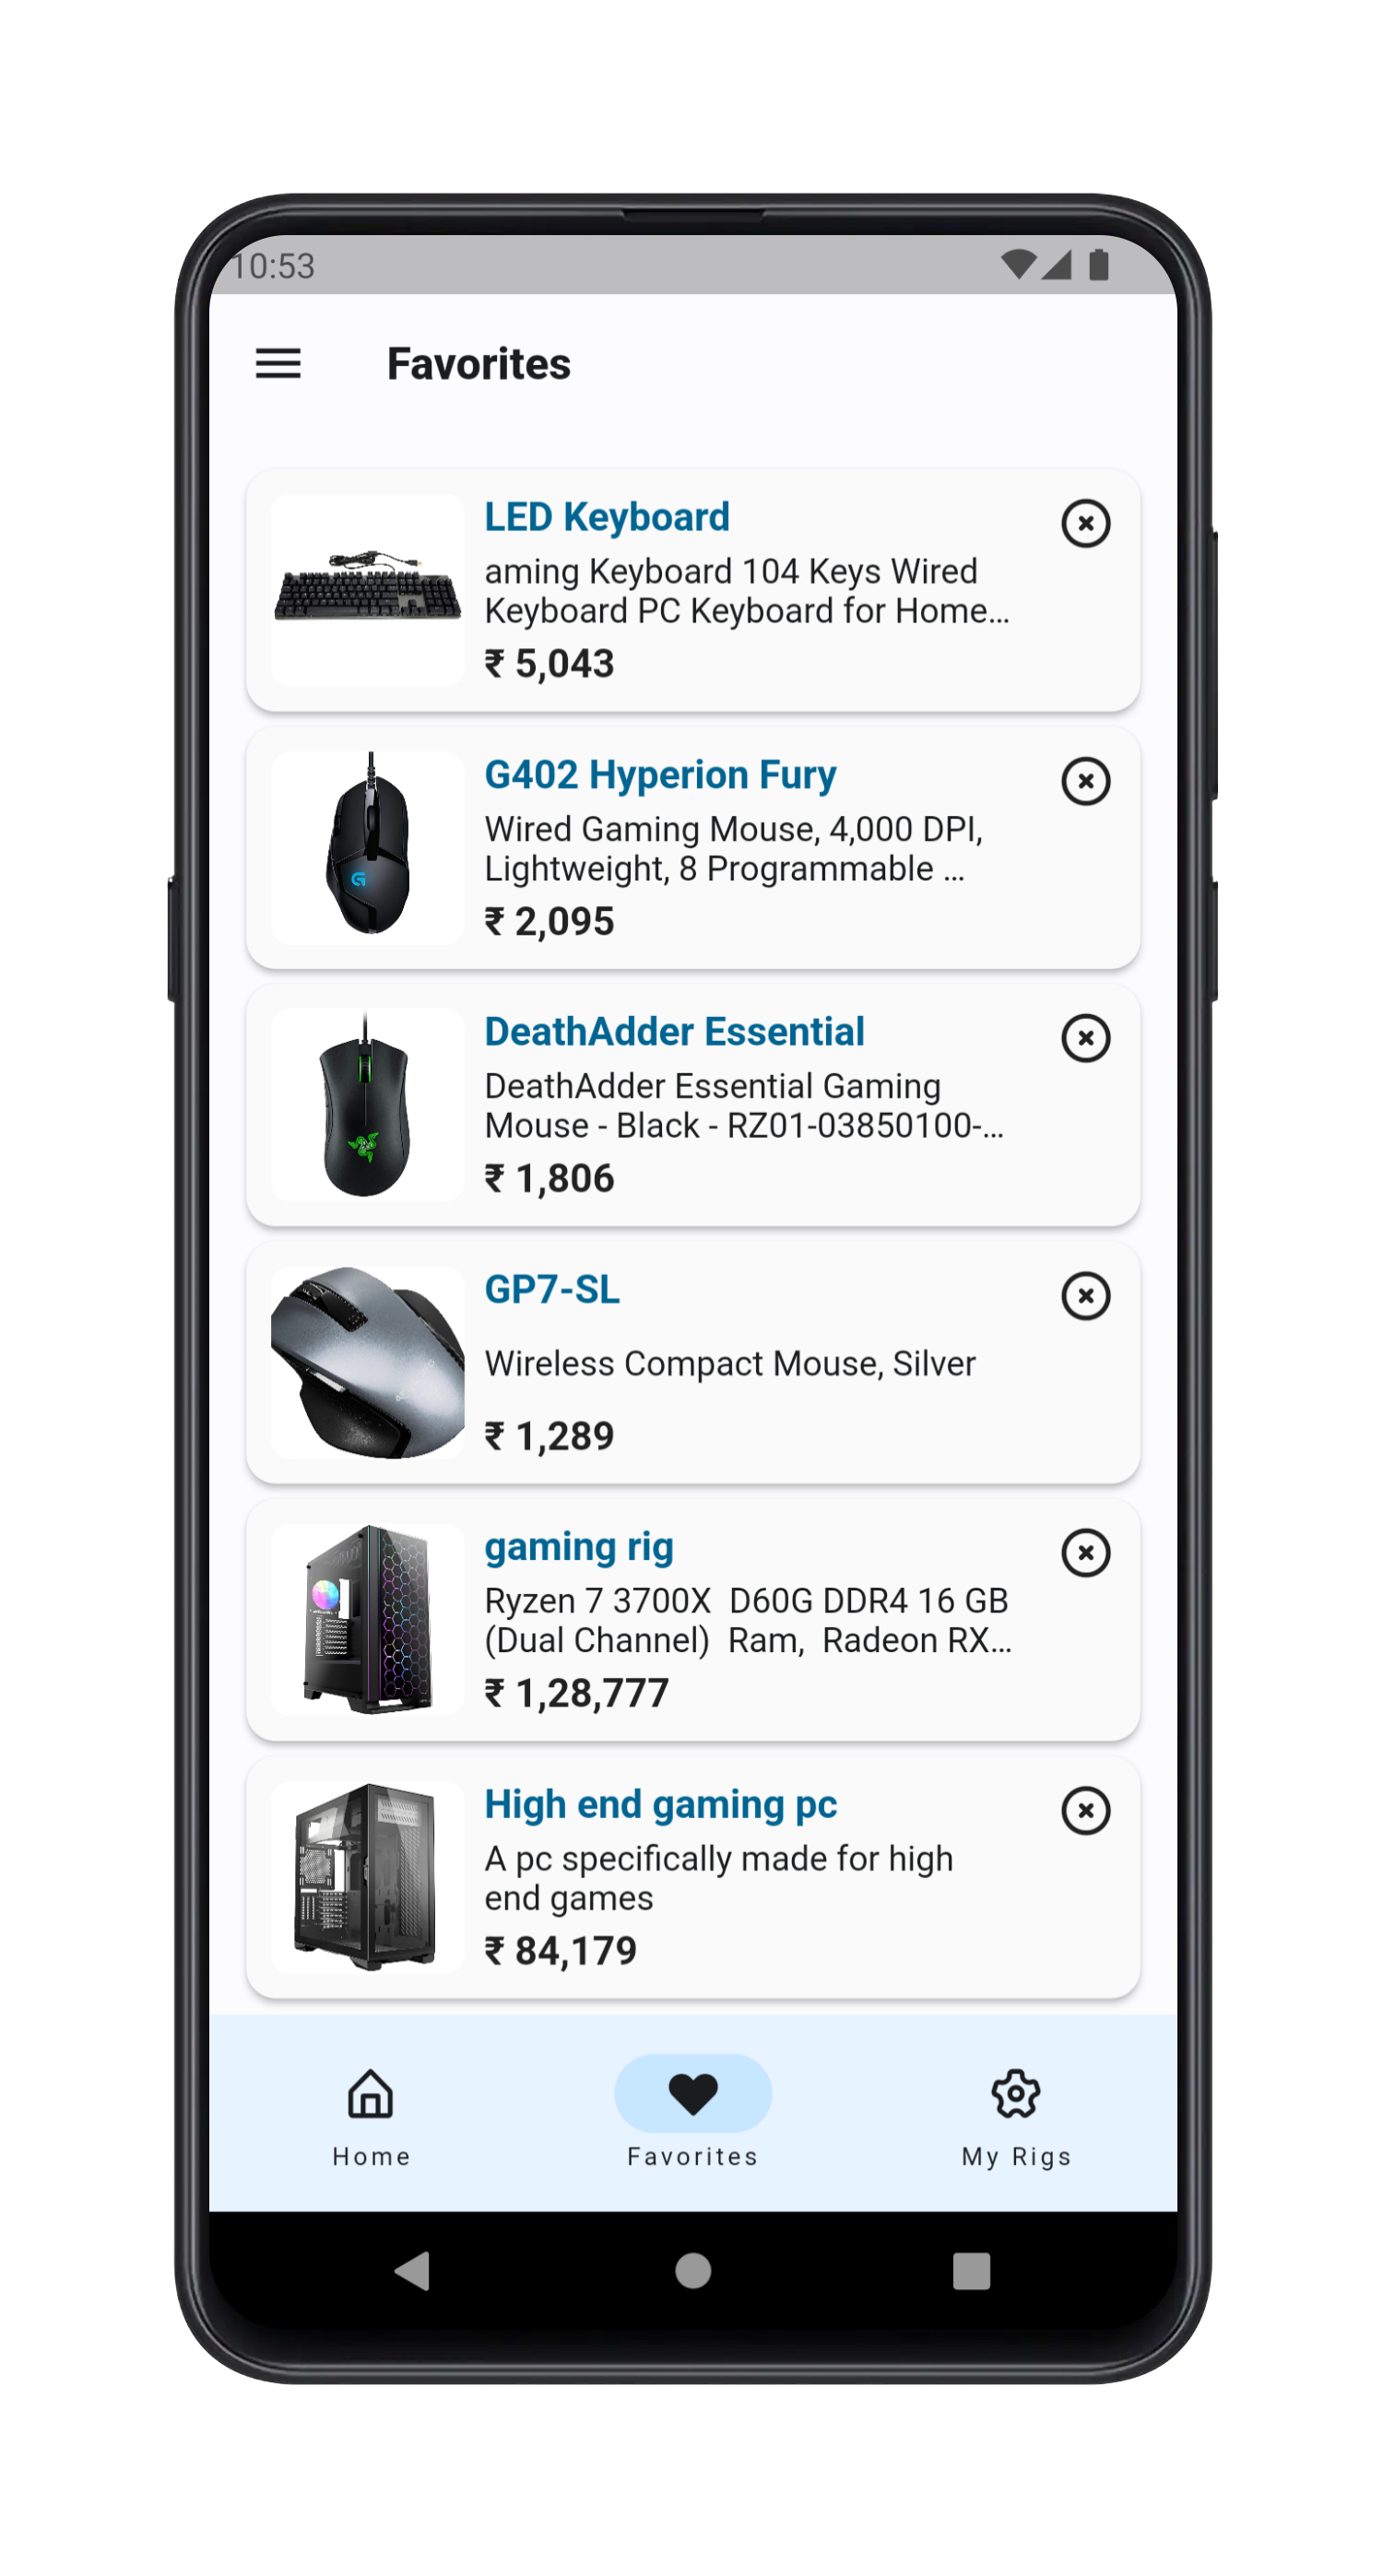 10:53
Favorites
LED Keyboard
aming Keyboard 104 Keys Wired
Keyboard PC Keyboard for Home...
₹ 5,043
G402 Hyperion Fury
Wired Gaming Mouse, 4,000 DPI,
Lightweight, 8 Programmable ...
₹ 2,095
DeathAdder Essential
DeathAdder Essential Gaming
Mouse - Black - RZ01-03850100-...
₹ 1,806
GP7-SL
Wireless Compact Mouse, Silver
₹ 1,289
gaming rig
Ryzen 7 3700X  D60G DDR4 16 GB
(Dual Channel)  Ram,  Radeon RX...
₹ 1,28,777
High end gaming pc
A pc specifically made for high
end games
₹ 84,179
Home
Favorites
My Rigs